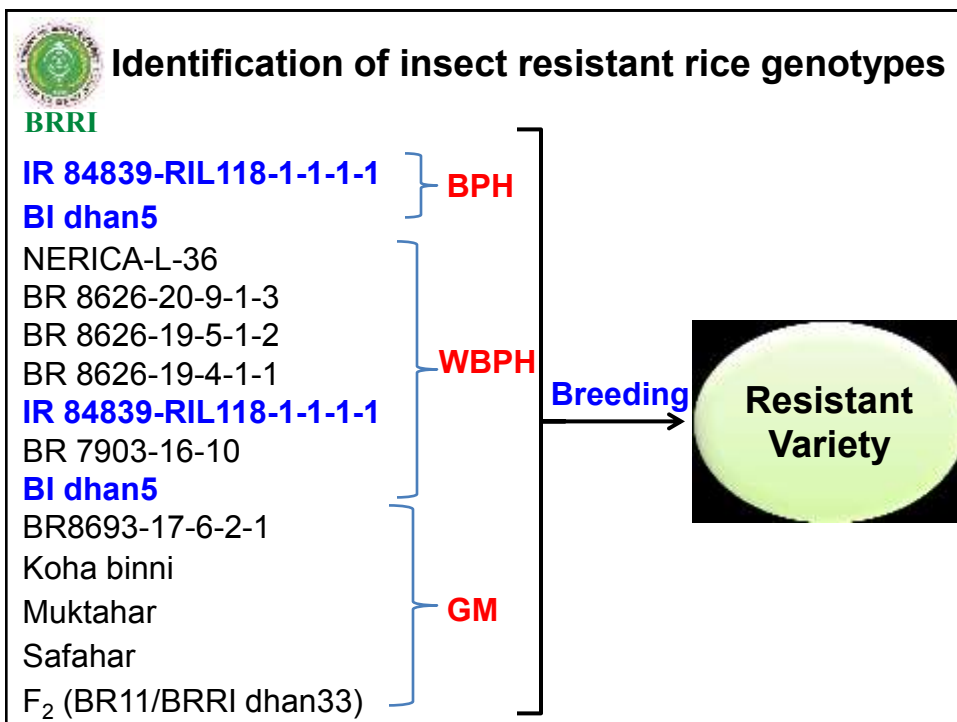 Identification of insect resistant rice genotypes
BRRI
IR 84839-RIL118-1-1-1-1
BI dhan5
BPH
NERICA-L-36
BR 8626-20-9-1-3
BR 8626-19-5-1-2
BR 8626-19-4-1-1
IR 84839-RIL118-1-1-1-1
BR 7903-16-10
BI dhan5
WBPH
BR8693-17-6-2-1
Koha binni
Muktahar
Safahar
F₂ (BR11/BRRI dhan33)
GM
Breeding
Resistant
Variety